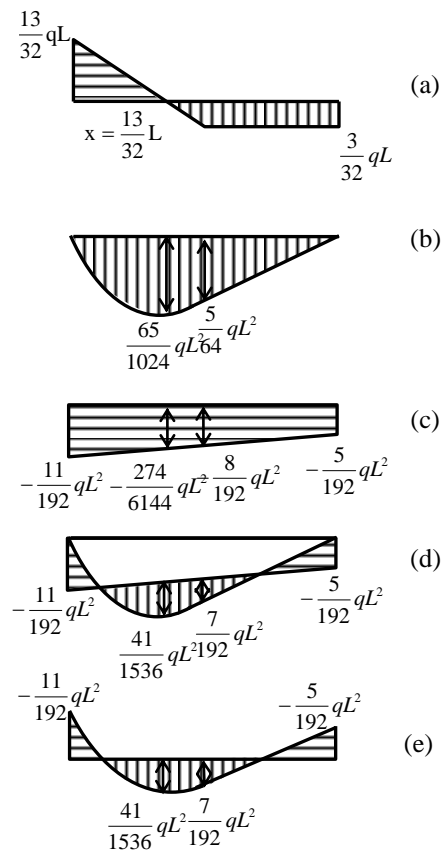 13/32 qL
(a)
x = 13/32 L
3/32 qL
(b)
65/1024 qL² 5/64 qL²
(c)
-11/192 qL² -274/6144 qL² 8/192 qL² -5/192 qL²
(d)
-11/192 qL² -5/192 qL²
41/1536 qL² 7/192 qL²
-11/192 qL² -5/192 qL²
(e)
41/1536 qL² 7/192 qL²